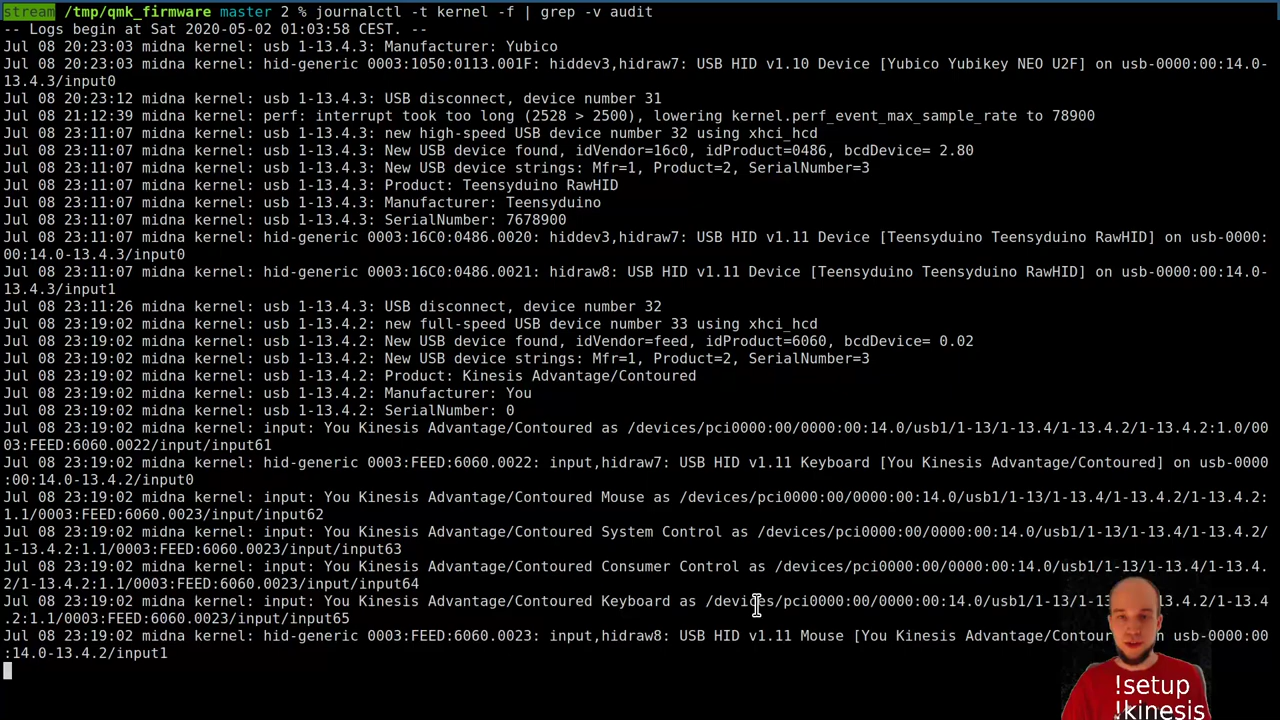 stream /tmp/qmk_firmware master 2 % journalctl -t kernel -f | grep -v audit
-- Logs begin at Sat 2020-05-02 01:03:58 CEST. --
Jul 08 20:23:03 midna kernel: usb 1-13.4.3: Manufacturer: Yubico
Jul 08 20:23:03 midna kernel: hid-generic 0003:1050:0113.001F: hiddev3,hidraw7: USB HID v1.10 Device [Yubico Yubikey NEO U2F] on usb-0000:00:14.0-
13.4.3/input0
Jul 08 20:23:12 midna kernel: usb 1-13.4.3: USB disconnect, device number 31
Jul 08 21:12:39 midna kernel: perf: interrupt took too long (2528 > 2500), lowering kernel.perf_event_max_sample_rate to 78900
Jul 08 23:11:07 midna kernel: usb 1-13.4.3: new high-speed USB device number 32 using xhci_hcd
Jul 08 23:11:07 midna kernel: usb 1-13.4.3: New USB device found, idVendor=16c0, idProduct=0486, bcdDevice= 2.80
Jul 08 23:11:07 midna kernel: usb 1-13.4.3: New USB device strings: Mfr=1, Product=2, SerialNumber=3
Jul 08 23:11:07 midna kernel: usb 1-13.4.3: Product: Teensyduino RawHID
Jul 08 23:11:07 midna kernel: usb 1-13.4.3: Manufacturer: Teensyduino
Jul 08 23:11:07 midna kernel: usb 1-13.4.3: SerialNumber: 7678900
Jul 08 23:11:07 midna kernel: hid-generic 0003:16C0:0486.0020: hiddev3,hidraw7: USB HID v1.11 Device [Teensyduino Teensyduino RawHID] on usb-0000:
00:14.0-13.4.3/input0
Jul 08 23:11:07 midna kernel: hid-generic 0003:16C0:0486.0021: hidraw8: USB HID v1.11 Device [Teensyduino Teensyduino RawHID] on usb-0000:00:14.0-
13.4.3/input1
Jul 08 23:11:26 midna kernel: usb 1-13.4.3: USB disconnect, device number 32
Jul 08 23:19:02 midna kernel: usb 1-13.4.2: new full-speed USB device number 33 using xhci_hcd
Jul 08 23:19:02 midna kernel: usb 1-13.4.2: New USB device found, idVendor=feed, idProduct=6060, bcdDevice= 0.02
Jul 08 23:19:02 midna kernel: usb 1-13.4.2: New USB device strings: Mfr=1, Product=2, SerialNumber=3
Jul 08 23:19:02 midna kernel: usb 1-13.4.2: Product: Kinesis Advantage/Contoured
Jul 08 23:19:02 midna kernel: usb 1-13.4.2: Manufacturer: You
Jul 08 23:19:02 midna kernel: usb 1-13.4.2: SerialNumber: 0
Jul 08 23:19:02 midna kernel: input: You Kinesis Advantage/Contoured as /devices/pci0000:00/0000:00:14.0/usb1/1-13/1-13.4/1-13.4.2/1-13.4.2:1.0/00
03:FEED:6060.0022/input/input61
Jul 08 23:19:02 midna kernel: hid-generic 0003:FEED:6060.0022: input,hidraw7: USB HID v1.11 Keyboard [You Kinesis Advantage/Contoured] on usb-0000
:00:14.0-13.4.2/input0
Jul 08 23:19:02 midna kernel: input: You Kinesis Advantage/Contoured Mouse as /devices/pci0000:00/0000:00:14.0/usb1/1-13/1-13.4/1-13.4.2/1-13.4.2:
1.1/0003:FEED:6060.0023/input/input62
Jul 08 23:19:02 midna kernel: input: You Kinesis Advantage/Contoured System Control as /devices/pci0000:00/0000:00:14.0/usb1/1-13/1-13.4/1-13.4.2/
1-13.4.2:1.1/0003:FEED:6060.0023/input/input63
Jul 08 23:19:02 midna kernel: input: You Kinesis Advantage/Contoured Consumer Control as /devices/pci0000:00/0000:00:14.0/usb1/1-13/1-13.4/1-13.4.
2/1-13.4.2:1.1/0003:FEED:6060.0023/input/input64
Jul 08 23:19:02 midna kernel: input: You Kinesis Advantage/Contoured Keyboard as /devices/pci0000:00/0000:00:14.0/usb1/1-13/1-13 .4.2/1-13.4
.2:1.1/0003:FEED:6060.0023/input/input65
Jul 08 23:19:02 midna kernel: hid-generic 0003:FEED:6060.0023: input,hidraw8: USB HID v1.11 Mouse [You Kinesis Advantage/Contour usb-0000:00
:14.0-13.4.2/input1
!setup
!kinesis